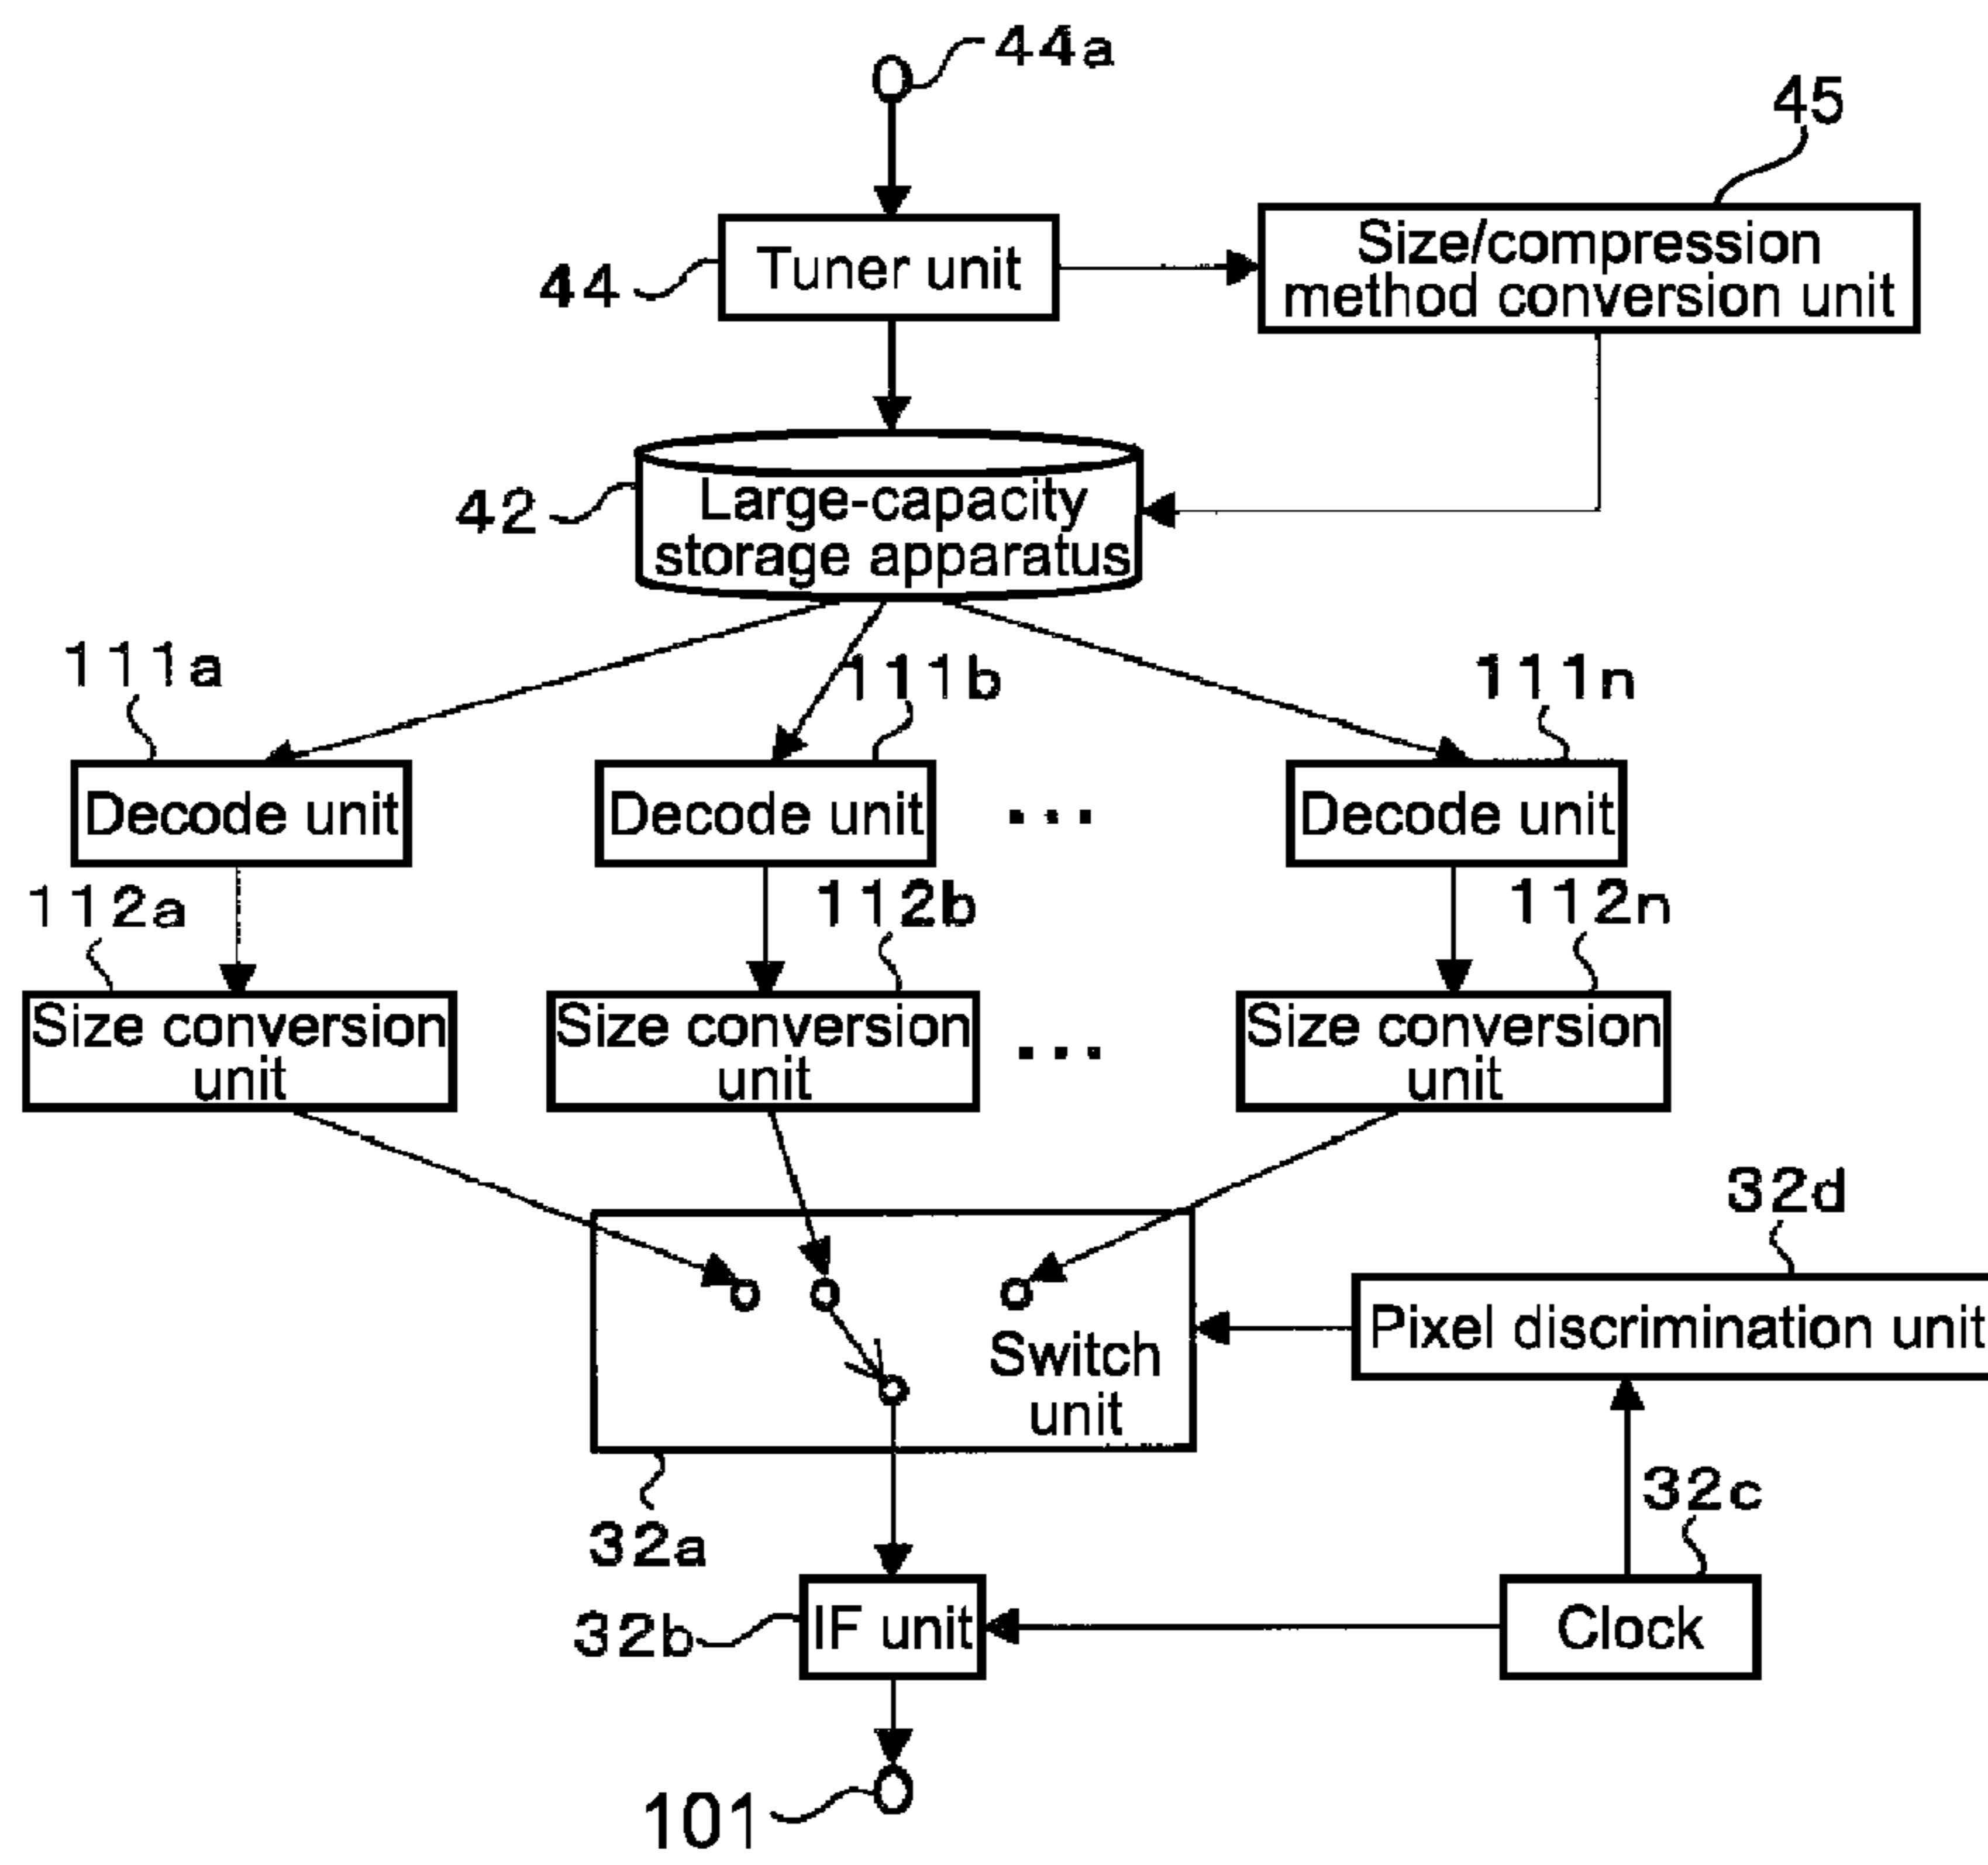 44a
45
Tuner unit
Size/compression
method conversion unit
44
Large-capacity
storage apparatus
42
111a
111b
111n
Decode unit
Decode unit
...
Decode unit
112a
112b
112n
Size conversion
unit
Size conversion
unit
...
Size conversion
unit
32d
Pixel discrimination unit
Switch
unit
32a
32c
IF unit
32b
Clock
101